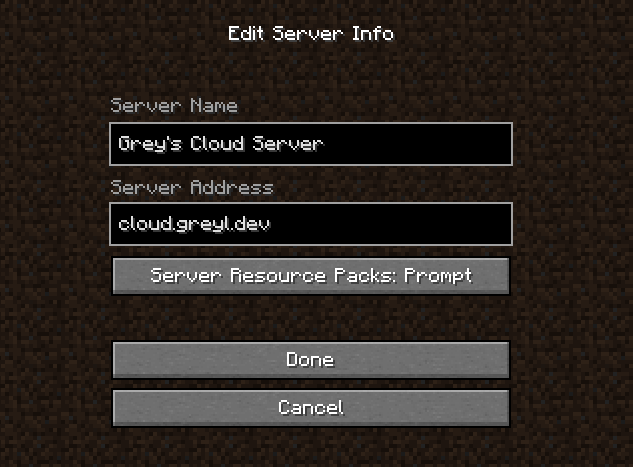 Edit Server Info
Server Name
Grey's Cloud Server
Server Address
cloud.greyl.dev
Server Resource Packs: Prompt
Done
Cancel